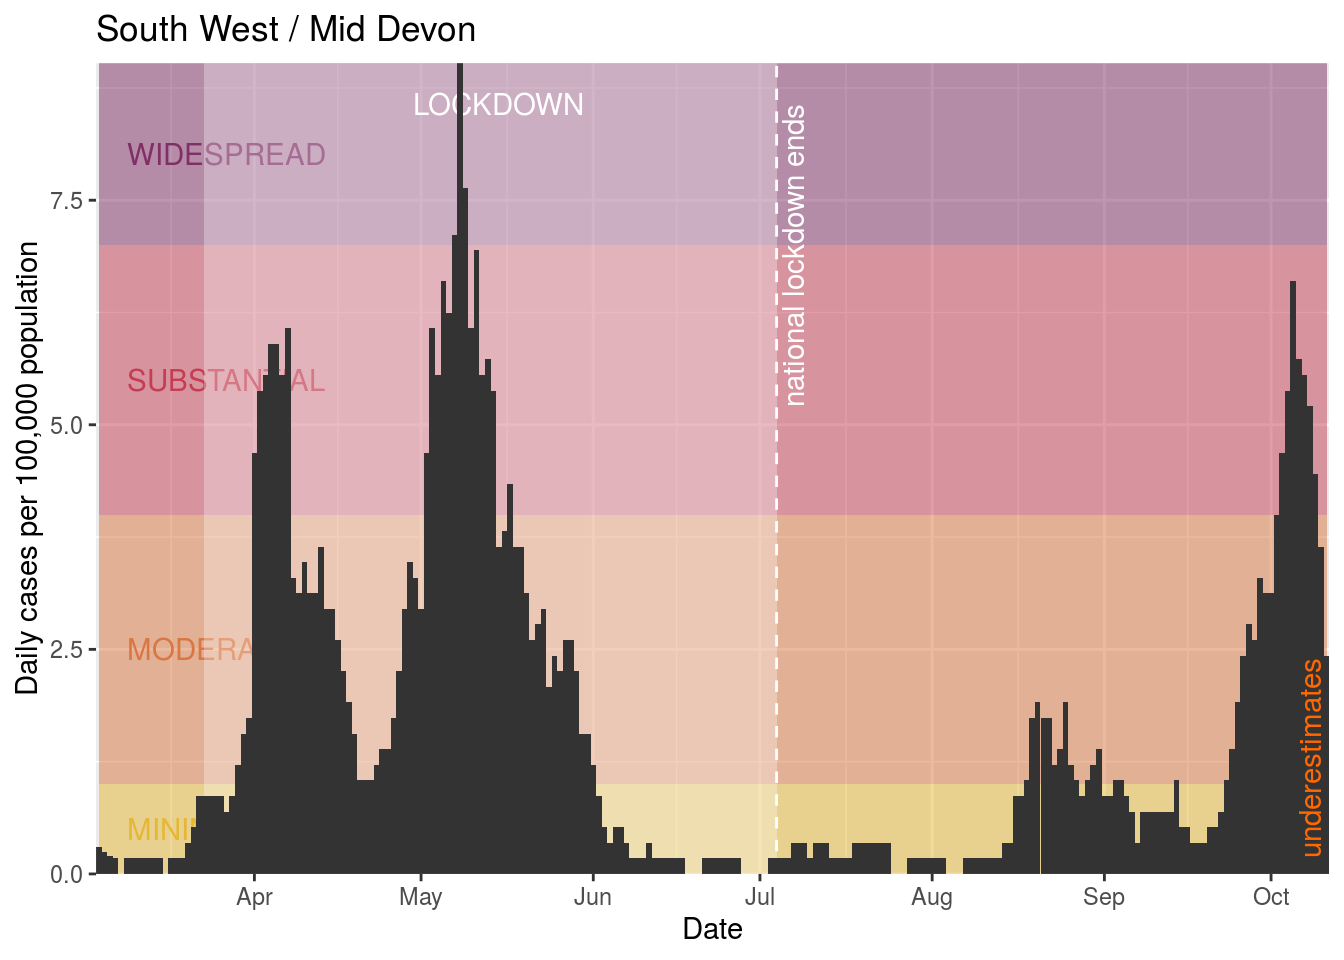 South West / Mid Devon
LOCKDOWN
WIDESPREAD
national lockdown ends
7.5
SUBSTANTIAL
5.0
Daily cases per 100,000 population
MODERA
2.5
underestimates
MINI
0.0
Apr May Jun Jul Aug Sep Oct
Date